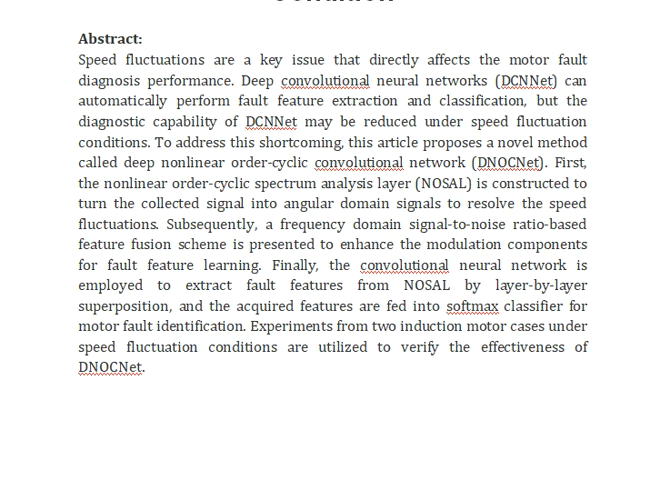 Abstract:
Speed fluctuations are a key issue that directly affects the motor fault
diagnosis performance. Deep convolutional neural networks (DCNNet) can
automatically perform fault feature extraction and classification, but the
diagnostic capability of DCNNet may be reduced under speed fluctuation
conditions. To address this shortcoming, this article proposes a novel method
called deep nonlinear order-cyclic convolutional network (DNOCNet). First,
the nonlinear order-cyclic spectrum analysis layer (NOSAL) is constructed to
turn the collected signal into angular domain signals to resolve the speed
fluctuations. Subsequently, a frequency domain signal-to-noise ratio-based
feature fusion scheme is presented to enhance the modulation components
for fault feature learning. Finally, the convolutional neural network is
employed to extract fault features from NOSAL by layer-by-layer
superposition, and the acquired features are fed into softmax classifier for
motor fault identification. Experiments from two induction motor cases under
speed fluctuation conditions are utilized to verify the effectiveness of
DNOCNet.